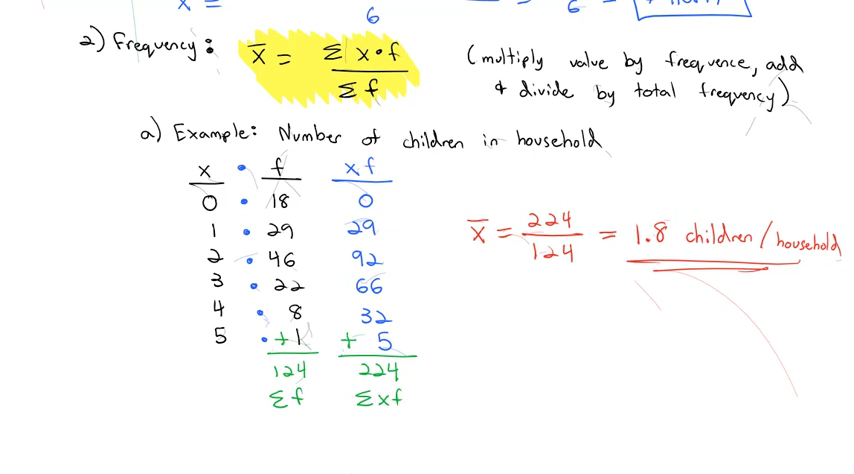 x =
6
6
2) Frequency: x̄ = Σ x • f / Σ f
(multiply value by frequence, add & divide by total frequency)
a) Example: Number of children in household
x • f xf
0 • 18 0
1 • 29 29
2 • 46 92
3 • 22 66
4 • 8 32
5 • +1 + 5
124 224
Σf Σxf
x̄ = 224 / 124 = 1.8 children/household